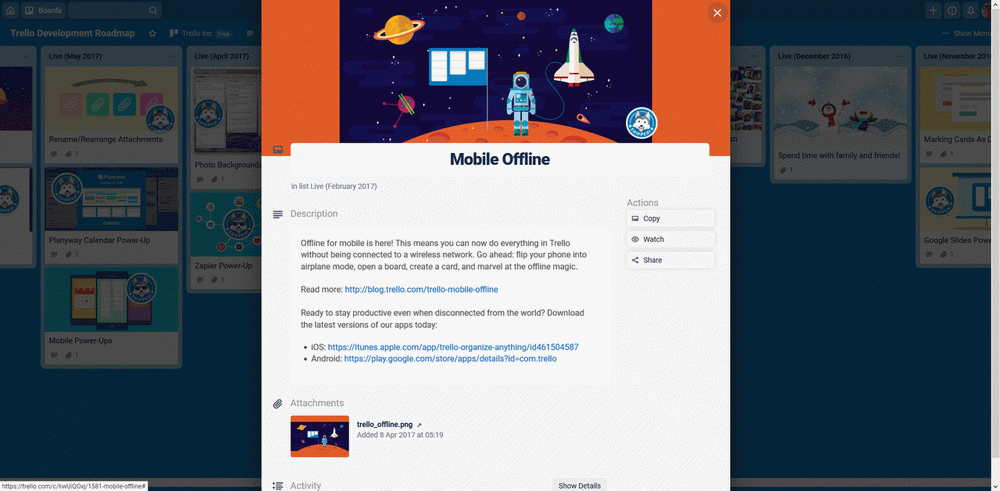 Boards
Trello Development Roadmap
Trello Inc
Free
Show Menu
Live (May 2017)
Rename/Rearrange Attachments
1
Planyway Calendar Power-Up
1
Mobile Power-Ups
Live (April 2017)
Photo Backgrounds
1
Zapier Power-Up
1
SHIPPED
Mobile Offline
in list Live (February 2017)
Description
Offline for mobile is here! This means you can now do everything in Trello
without being connected to a wireless network. Go ahead: flip your phone into
airplane mode, open a board, create a card, and marvel at the offline magic.
Read more: http://blog.trello.com/trello-mobile-offline
Ready to stay productive even when disconnected from the world? Download
the latest versions of our apps today:
iOS: https://itunes.apple.com/app/trello-organize-anything/id461504587
Android: https://play.google.com/store/apps/details?id=com.trello
Attachments
trello_offline.png
Added 8 Apr 2017 at 05:19
Activity
Show Details
Actions
Copy
Watch
Share
Live (December 2016)
Spend time with family and friends!
1
Live (November
Marking Cards As D
1
Google Slides Power
1
https://trello.com/c/kwUiQOxj/1581-mobile-offline#